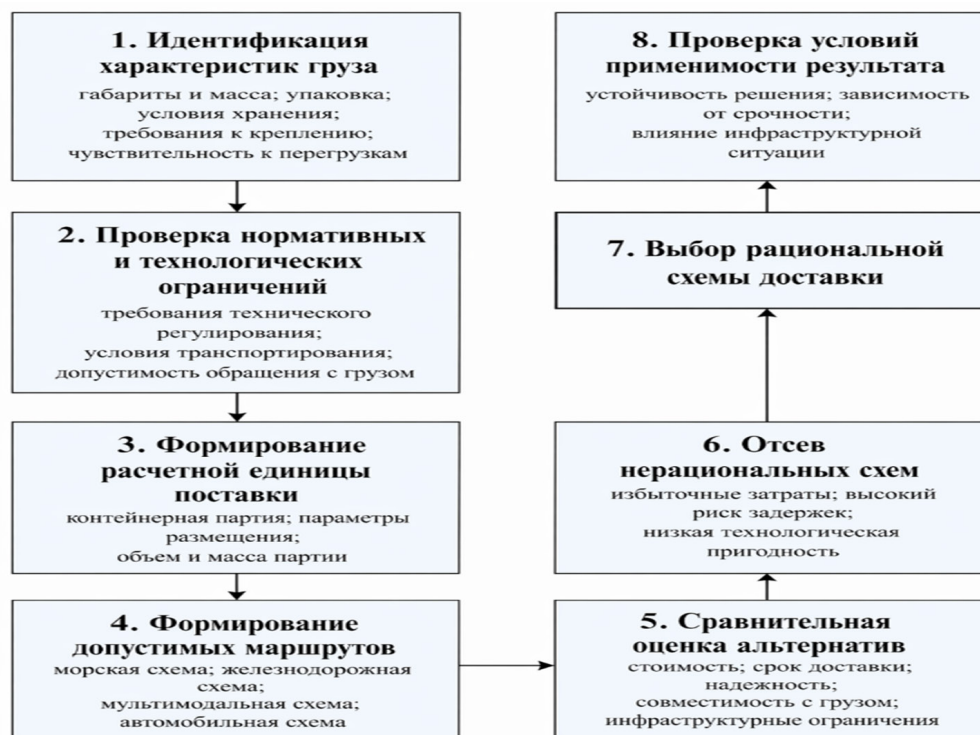 1. Идентификация
характеристик груза
габариты и масса; упаковка;
условия хранения;
требования к креплению;
чувствительность к перегрузкам
2. Проверка нормативных
и технологических
ограничений
требования технического
регулирования;
условия транспортирования;
допустимость обращения с грузом
3. Формирование
расчетной единицы
поставки
контейнерная партия; параметры
размещения;
объем и масса партии
4. Формирование
допустимых маршрутов
морская схема; железнодорожная
схема;
мультимодальная схема;
автомобильная схема
5. Сравнительная
оценка альтернатив
стоимость; срок доставки;
надежность;
совместимость с грузом;
инфраструктурные ограничения
6. Отсев
нерациональных схем
избыточные затраты; высокий
риск задержек;
низкая технологическая
пригодность
7. Выбор рациональной
схемы доставки
8. Проверка условий
применимости результата
устойчивость решения; зависимость
от срочности;
влияние инфраструктурной
ситуации